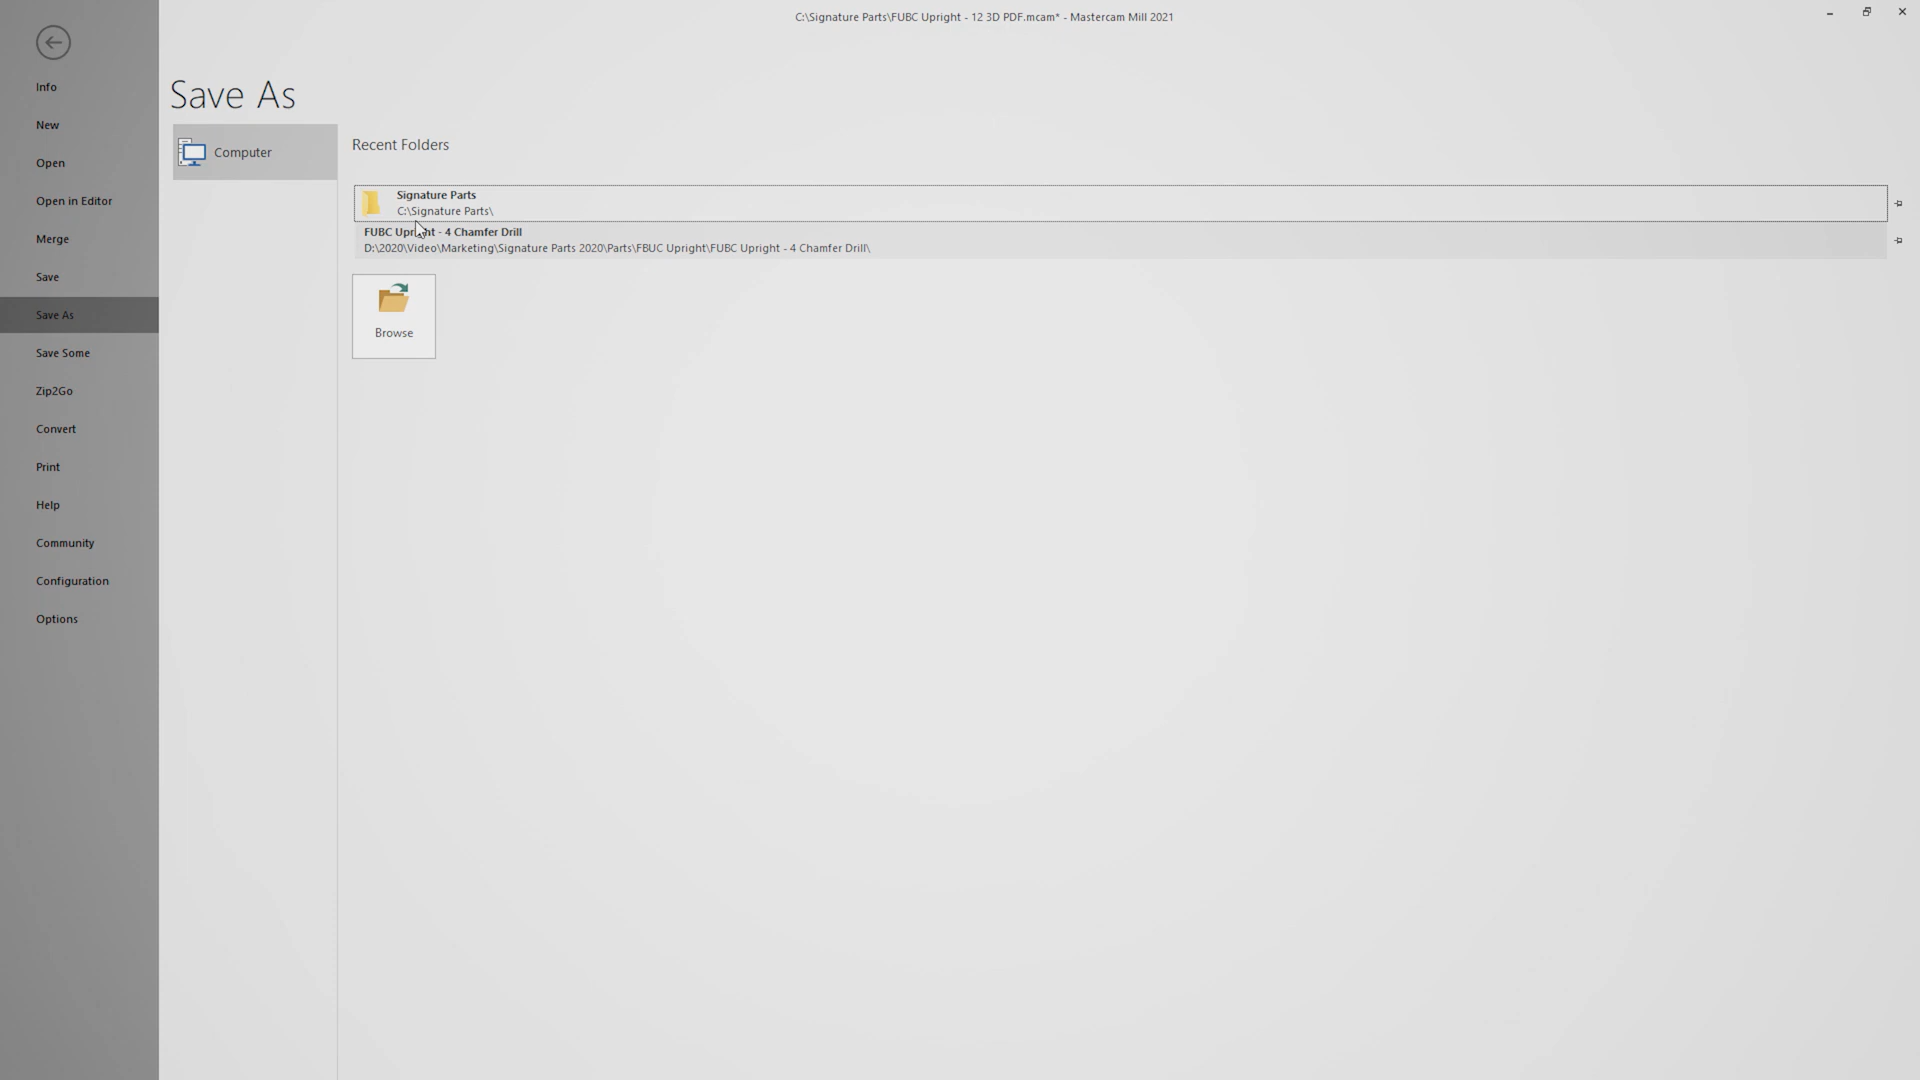 C:\Signature Parts\FUBC Upright - 12 3D PDF.mcam* - Mastercam Mill 2021
Info
New
Open
Open in Editor
Merge
Save
Save As
Save Some
Zip2Go
Convert
Print
Help
Community
Configuration
Options
Save As
Computer
Recent Folders
Signature Parts
C:\Signature Parts\
FUBC Upright - 4 Chamfer Drill
D:\2020\Video\Marketing\Signature Parts 2020\Parts\FBUC Upright\FUBC Upright - 4 Chamfer Drill\
Browse